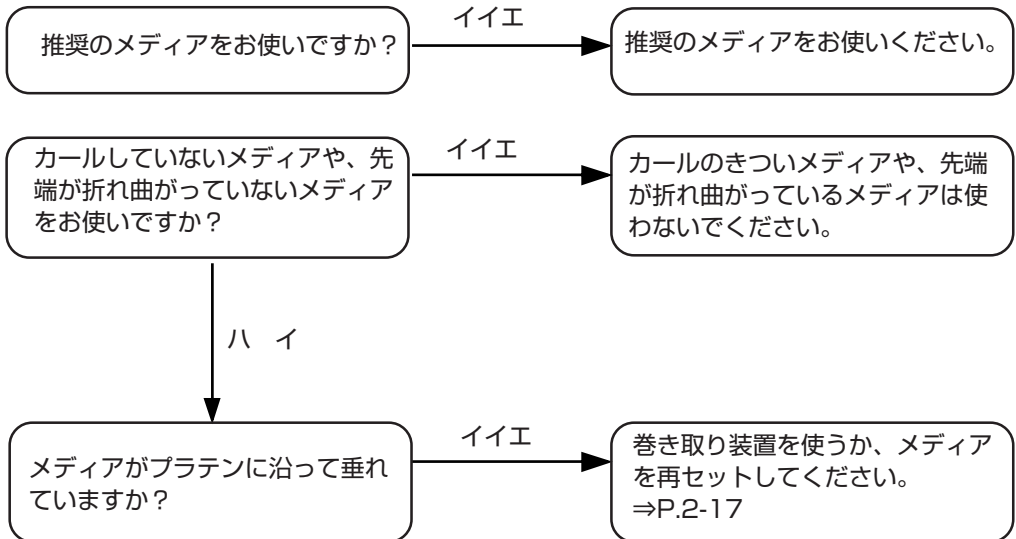 推奨のメディアをお使いですか？
イイエ
推奨のメディアをお使いください。
カールしていないメディアや、先
端が折れ曲がっていないメディア
をお使いですか？
イイエ
カールのきついメディアや、先端
が折れ曲がっているメディアは使
わないでください。
ハ イ
メディアがプラテンに沿って垂れ
ていますか？
イイエ
巻き取り装置を使うか、メディア
を再セットしてください。
⇒P.2-17